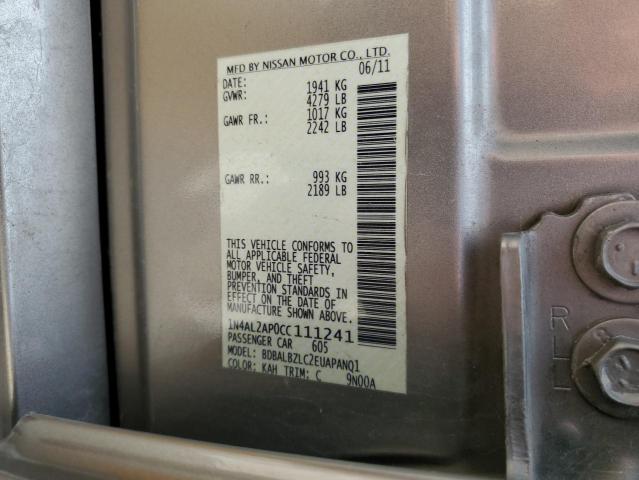 MFD BY NISSAN MOTOR CO., LTD.
DATE: 06/11
GVWR: 1941 KG
4279 LB
GAWR FR.: 1017 KG
2242 LB
GAWR RR.: 993 KG
2189 LB
THIS VEHICLE CONFORMS TO
ALL APPLICABLE FEDERAL
MOTOR VEHICLE SAFETY,
BUMPER, AND THEFT
PREVENTION STANDARDS IN
EFFECT ON THE DATE OF
MANUFACTURE SHOWN ABOVE.
1N4AL2AP0CC111241
PASSENGER CAR 605
MODEL: BDBALBZLC2EUAPANQ1
COLOR: KAH TRIM: C 9N00A
RLL